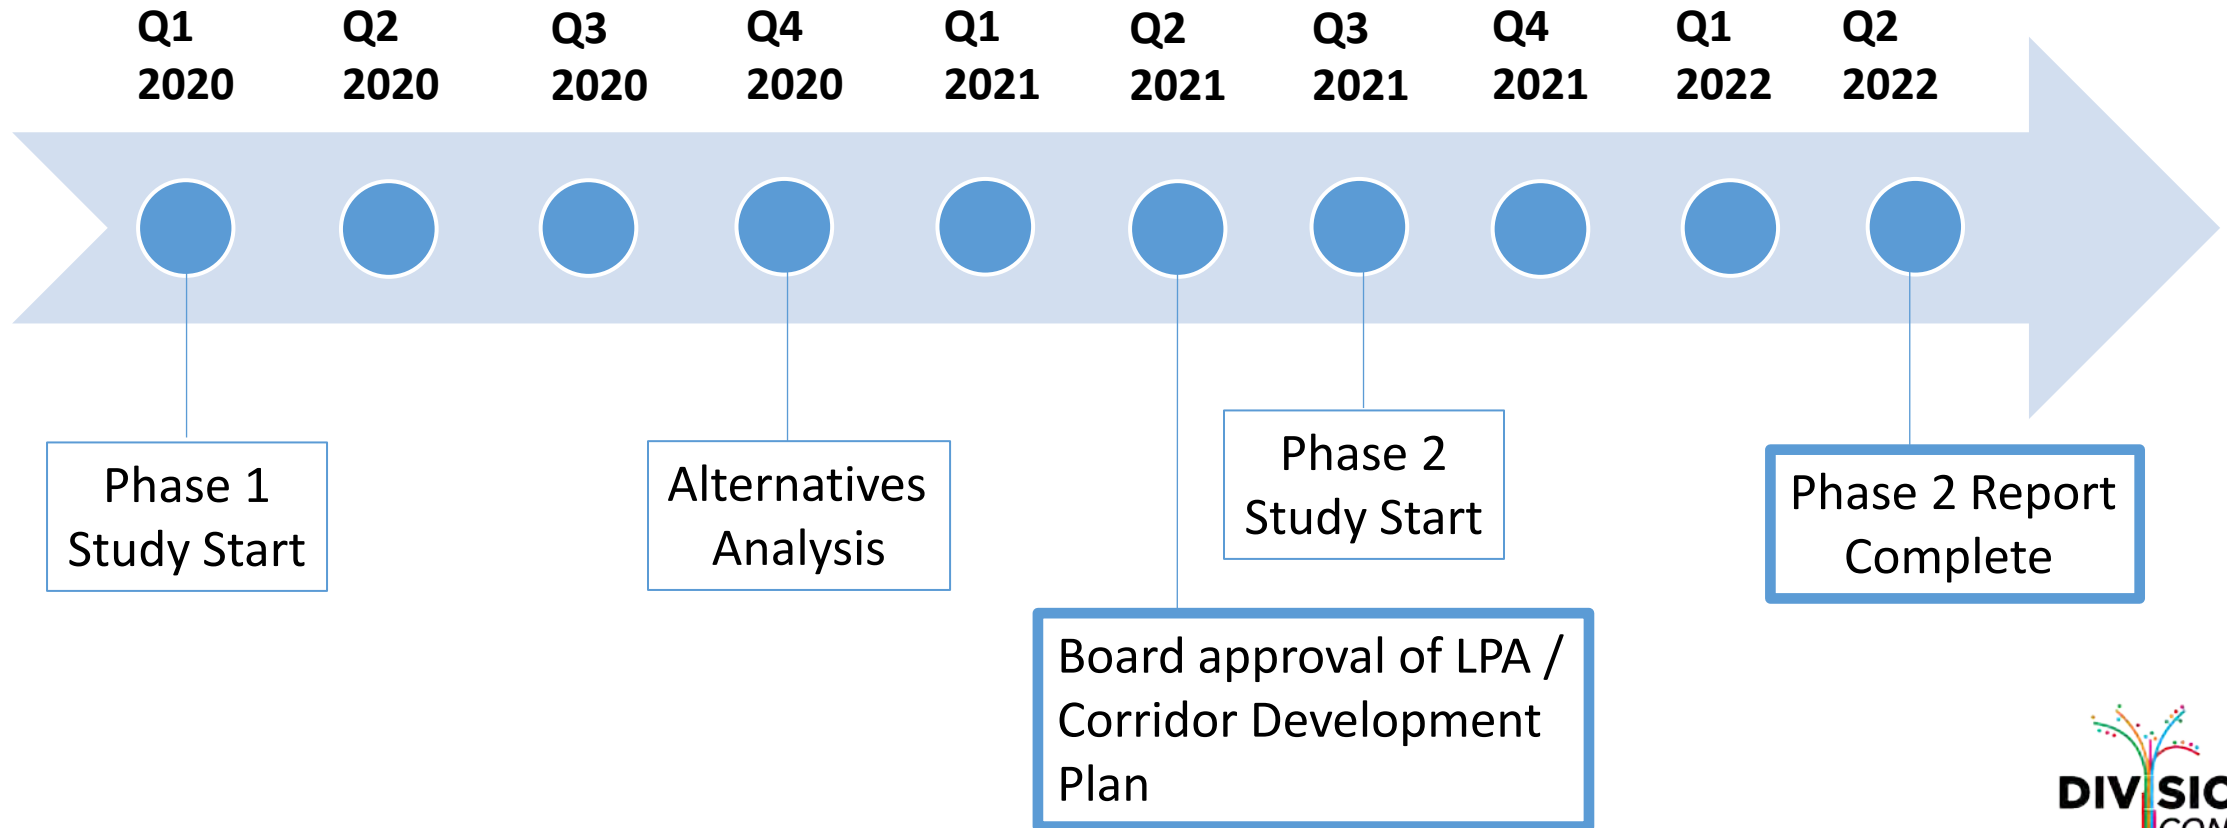 Q1 2020
Q2 2020
Q3 2020
Q4 2020
Q1 2021
Q2 2021
Q3 2021
Q4 2021
Q1 2022
Q2 2022
Phase 1
Study Start
Alternatives
Analysis
Board approval of LPA /
Corridor Development
Plan
Phase 2
Study Start
Phase 2 Report
Complete